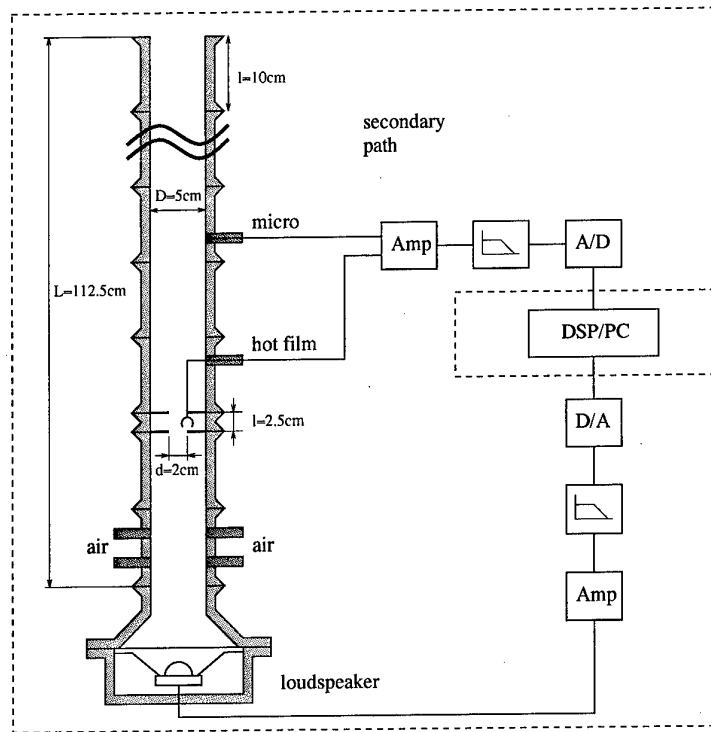 l=10cm
secondary
path
D=5cm
micro
Amp
A/D
L=112.5cm
DSP/PC
hot film
l=2.5cm
D/A
d=2cm
air
air
Amp
loudspeaker